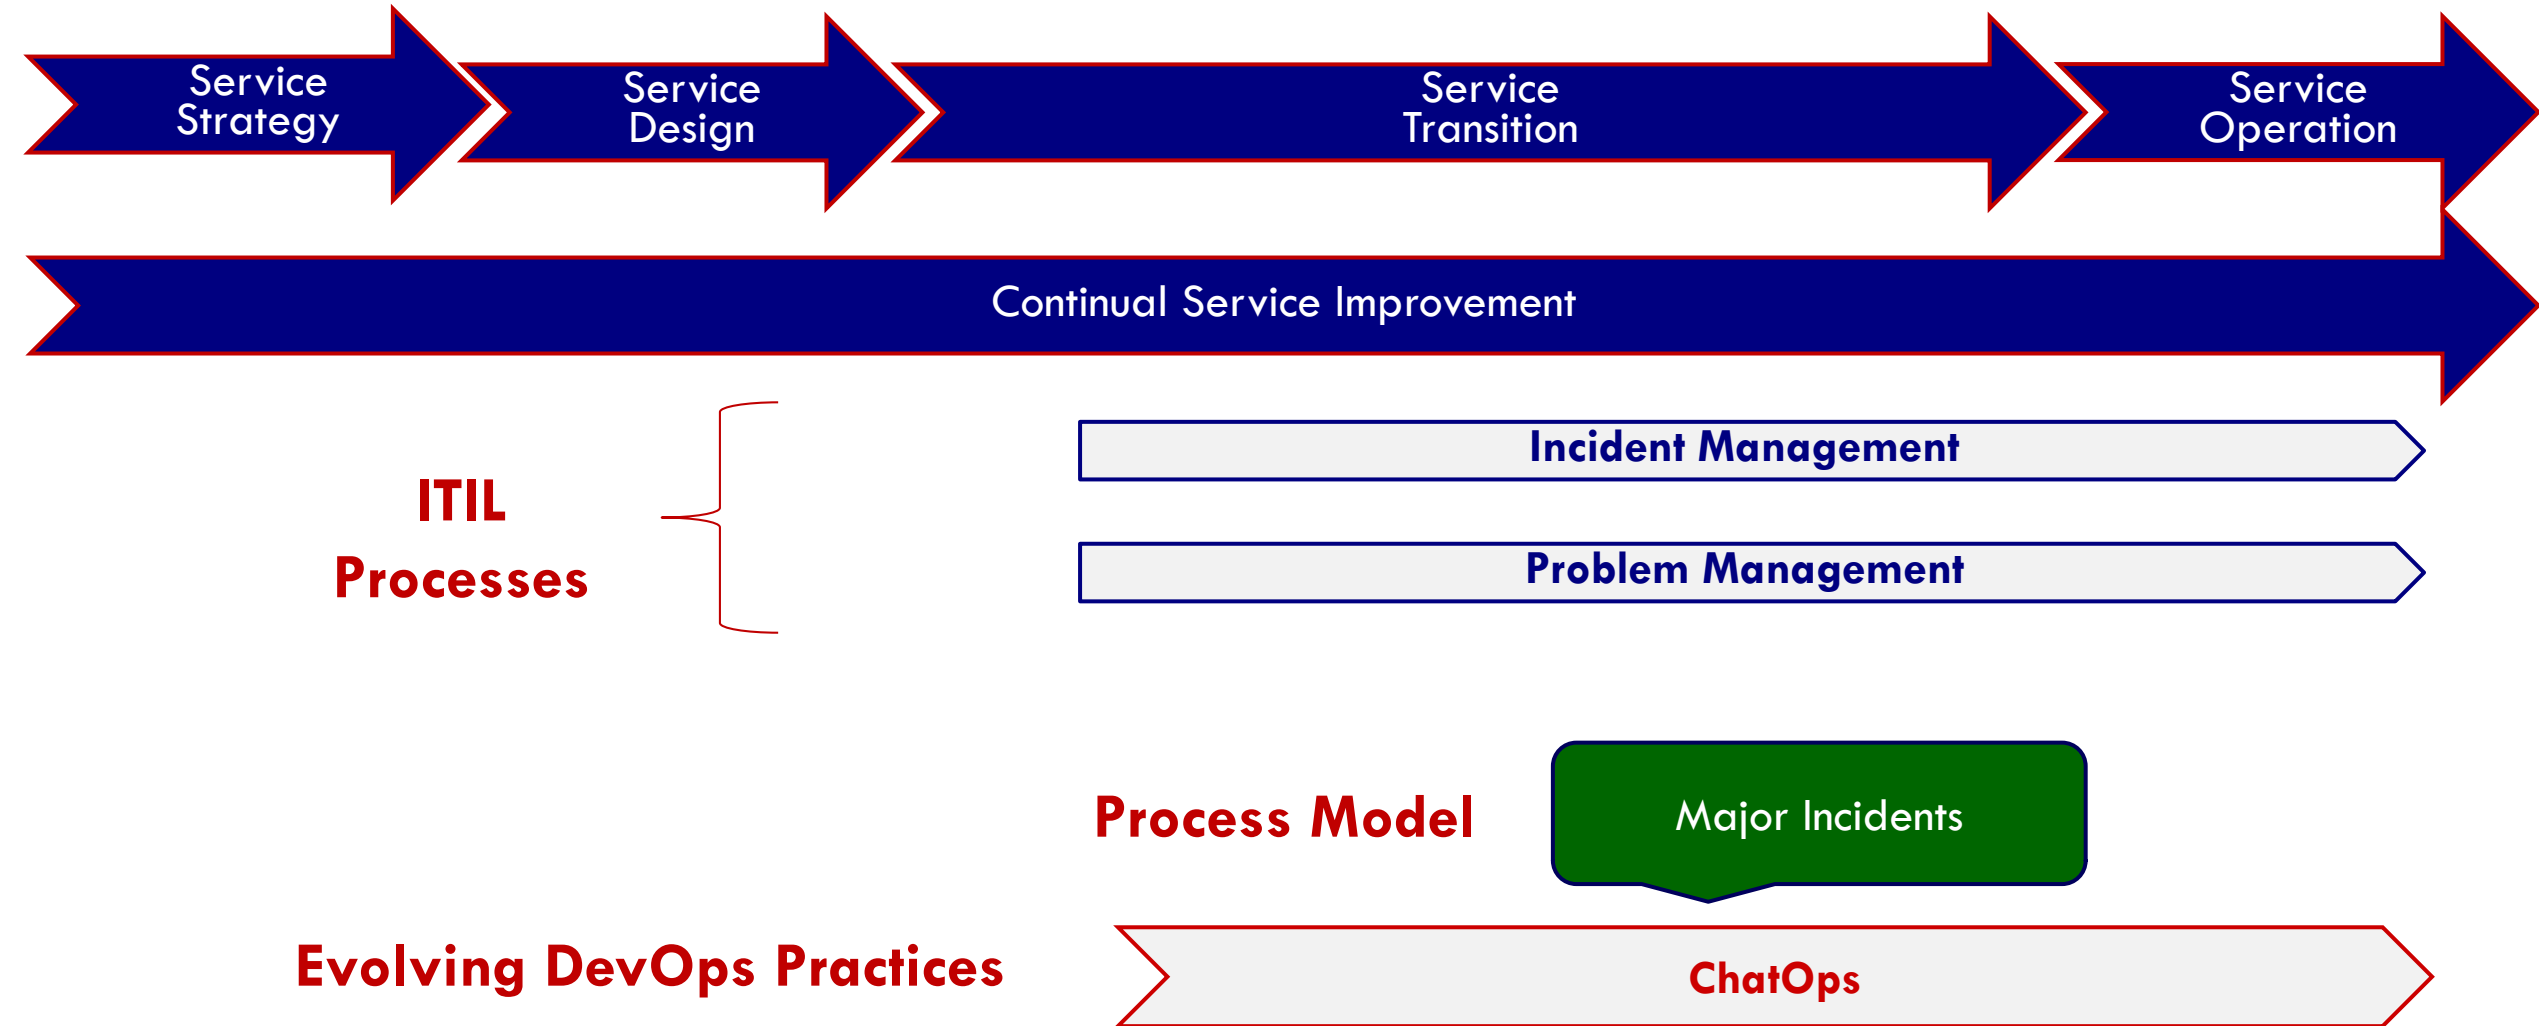 Service
Strategy
Service
Design
Service
Transition
Service
Operation
Continual Service Improvement
ITIL
Processes
Incident Management
Problem Management
Process Model
Major Incidents
Evolving DevOps Practices
ChatOps